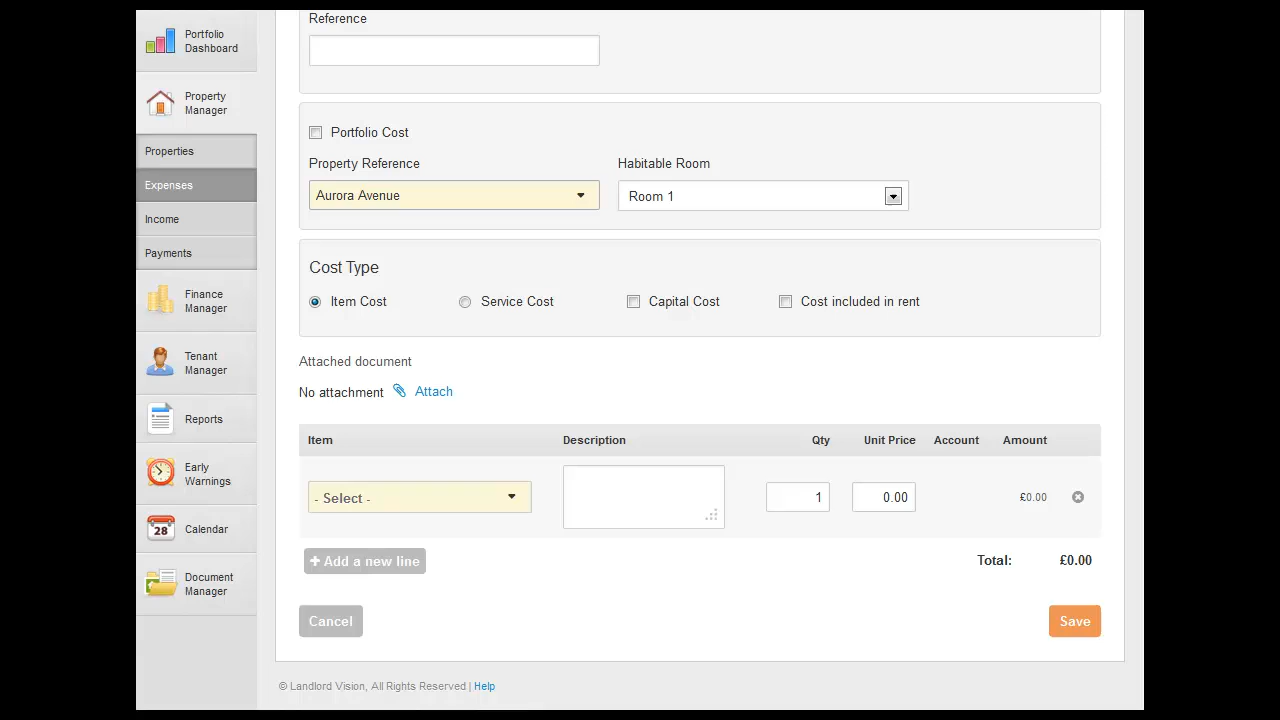 Portfolio
Dashboard
Property
Manager
Properties
Expenses
Income
Payments
Finance
Manager
Tenant
Manager
Reports
Early
Warnings
28
Calendar
Document
Manager
Reference
Portfolio Cost
Property Reference
Habitable Room
Aurora Avenue
Room 1
Cost Type
Item Cost
Service Cost
Capital Cost
Cost included in rent
Attached document
No attachment Attach
Item Description Qty Unit Price Account Amount
- Select - 1 0.00 £0.00
+ Add a new line
Total: £0.00
Cancel
Save
© Landlord Vision, All Rights Reserved | Help